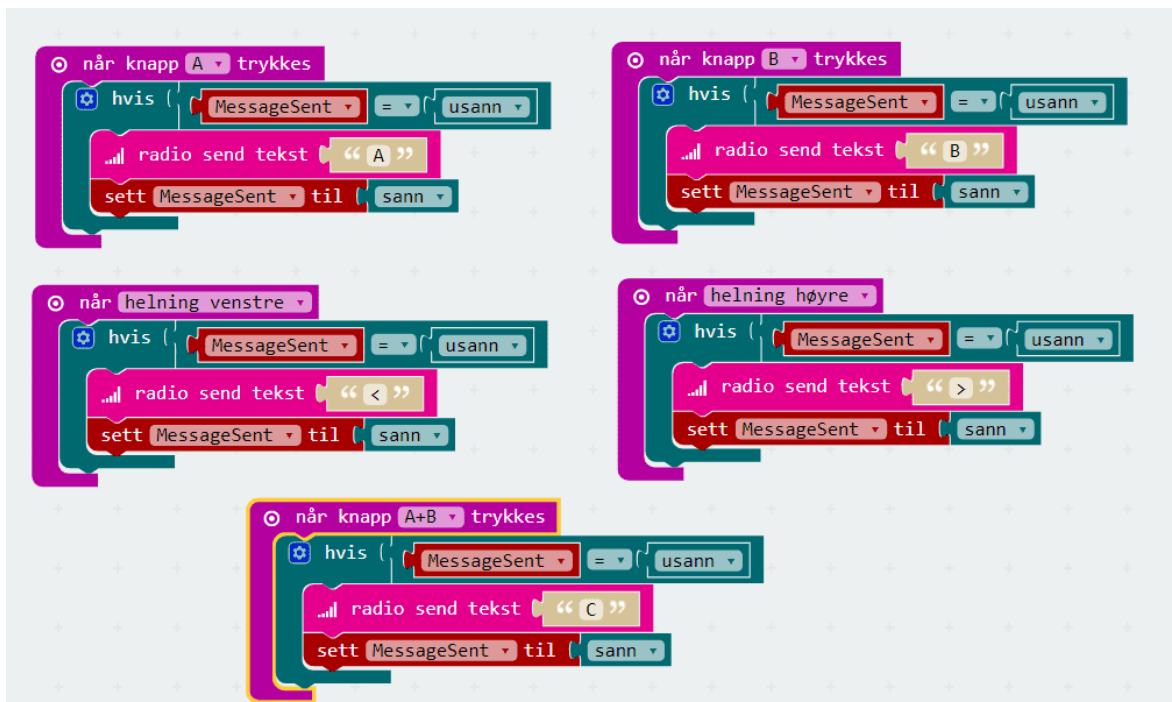 når knapp A trykkes
hvis MessageSent = usann
radio send tekst “ A ”
sett MessageSent til sann
når knapp B trykkes
hvis MessageSent = usann
radio send tekst “ B ”
sett MessageSent til sann
når helning venstre
hvis MessageSent = usann
radio send tekst “ < ”
sett MessageSent til sann
når helning høyre
hvis MessageSent = usann
radio send tekst “ > ”
sett MessageSent til sann
når knapp A+B trykkes
hvis MessageSent = usann
radio send tekst “ C ”
sett MessageSent til sann